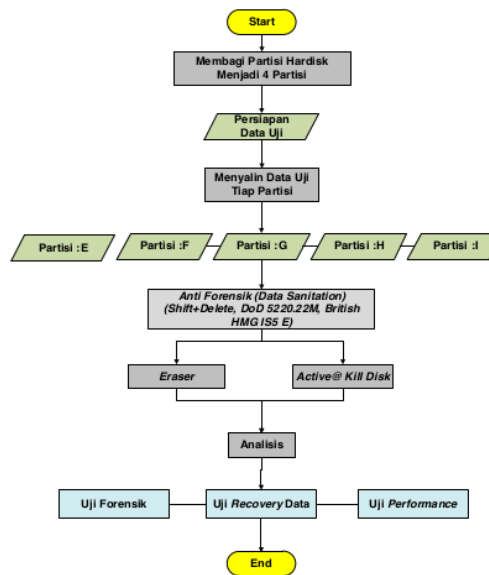 Start
Membagi Partisi Hardisk
Menjadi 4 Partisi
Persiapan
Data Uji
Menyalin Data Uji
Tiap Partisi
Partisi :E
Partisi :F
Partisi :G
Partisi :H
Partisi :I
Anti Forensik (Data Sanitation)
(Shift+Delete, DoD 5220.22M, British
HMG IS5 E)
Eraser
Active@ Kill Disk
Analisis
Uji Forensik
Uji Recovery Data
Uji Performance
End